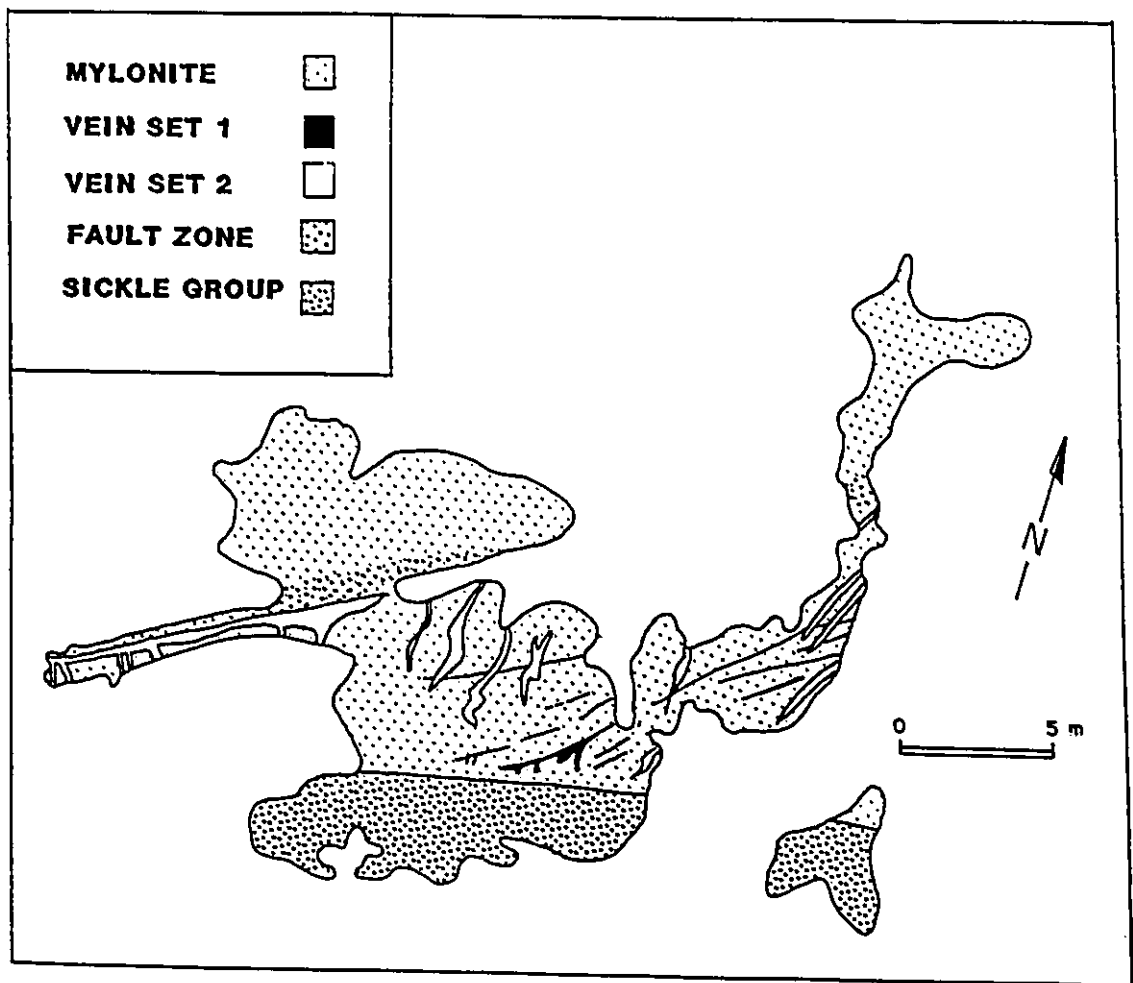 MYLONITE
VEIN SET 1
VEIN SET 2
FAULT ZONE
SICKLE GROUP
N
0 5 m